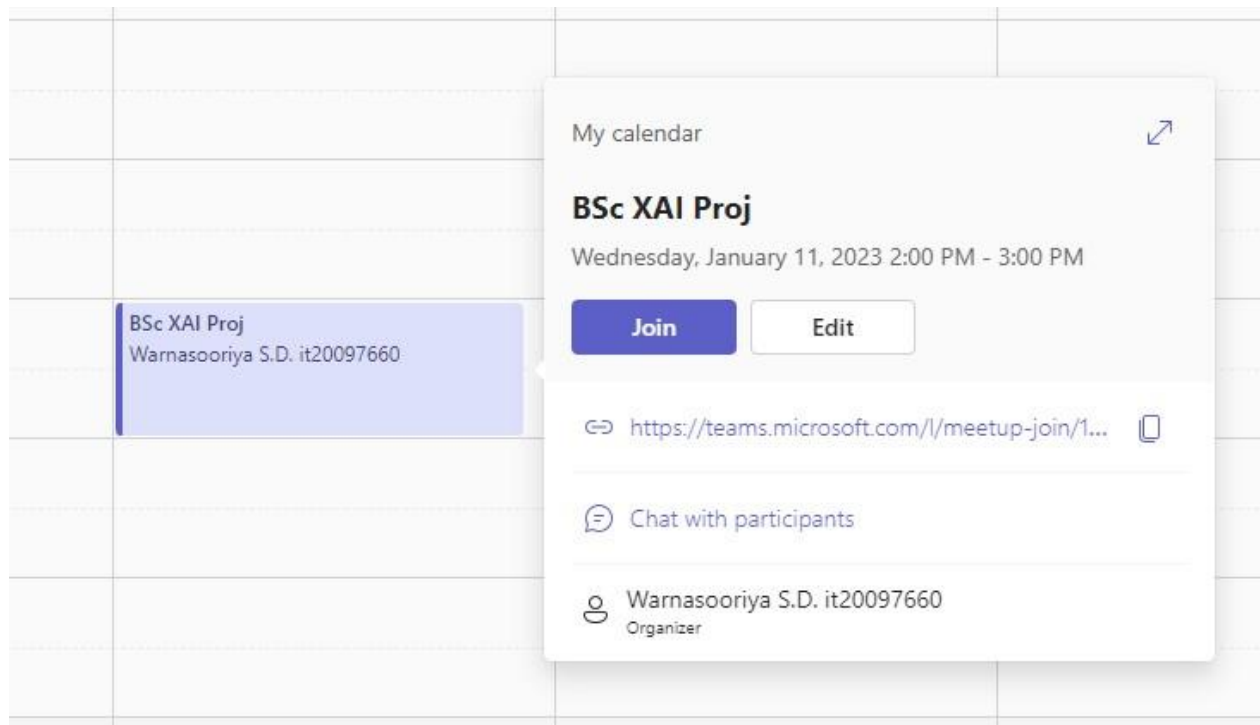 BSc XAI Proj
Warnasooriya S.D. it20097660
My calendar
BSc XAI Proj
Wednesday, January 11, 2023 2:00 PM - 3:00 PM
Join Edit
https://teams.microsoft.com/l/meetup-join/1...
Chat with participants
Warnasooriya S.D. it20097660
Organizer